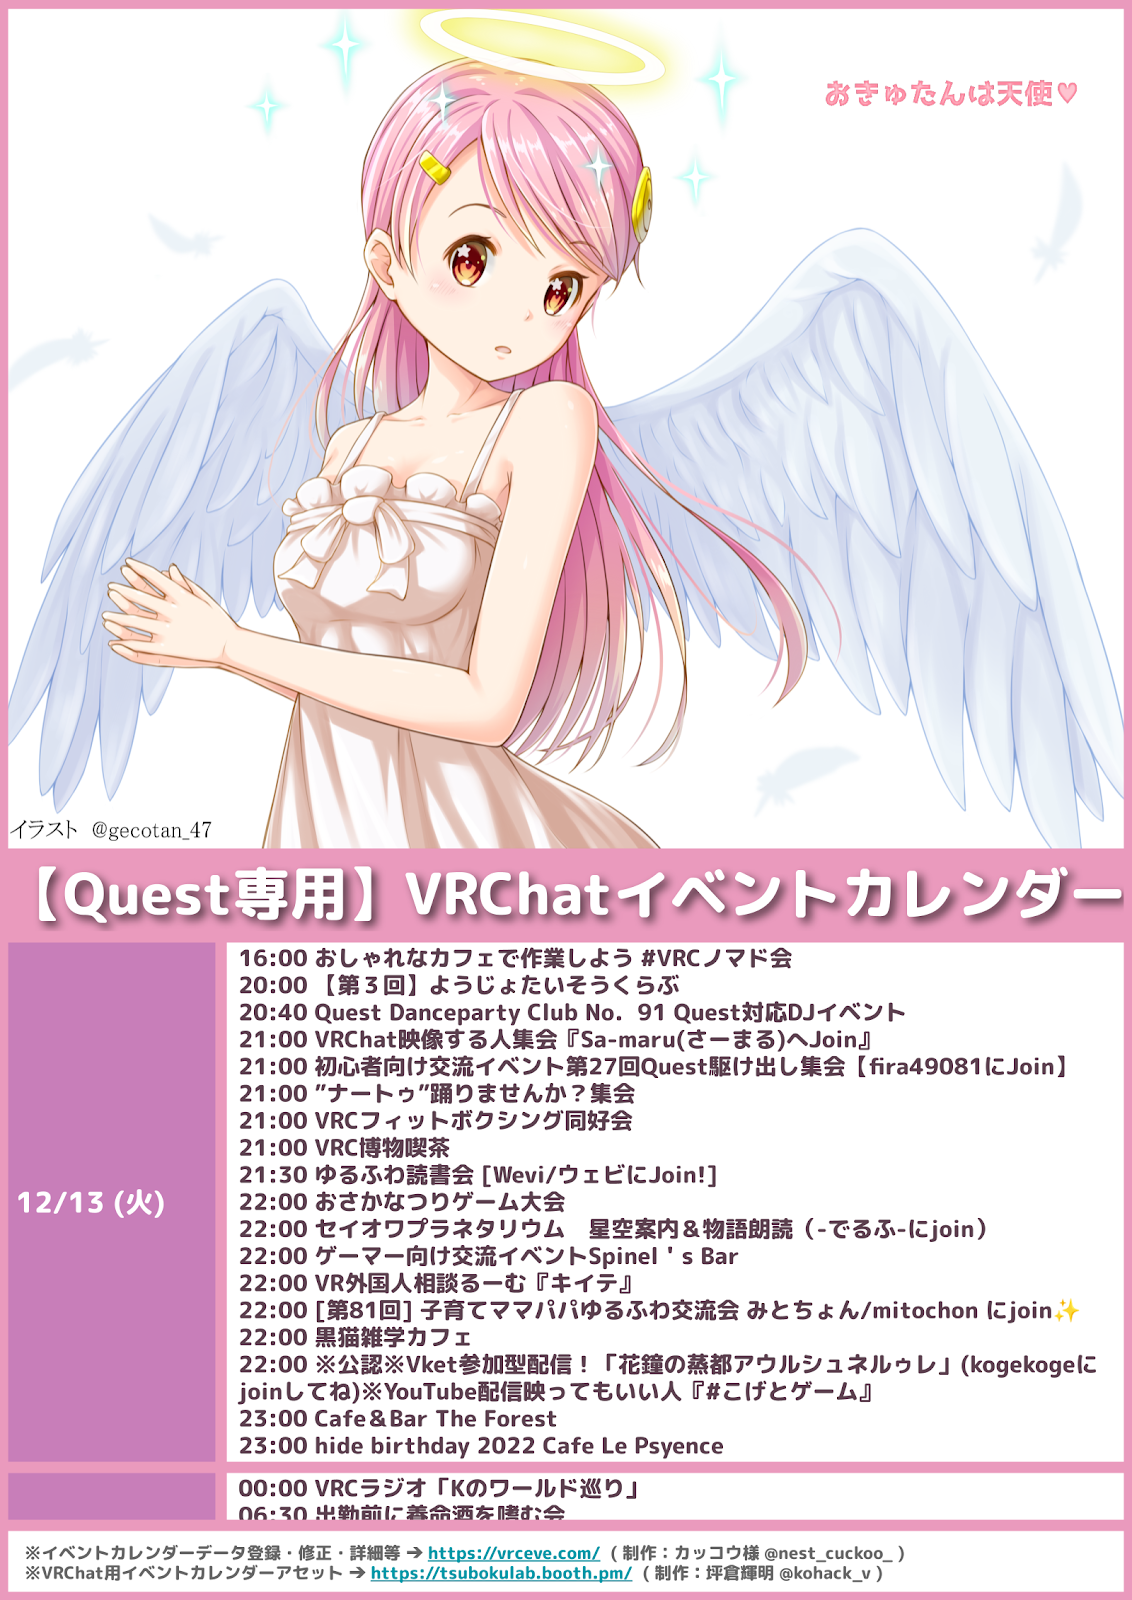 おきゅたんは天使♥
イラスト @gecotan_47
【Quest専用】VRChatイベントカレンダー
12/13 (火)
16:00 おしゃれなカフェで作業しよう #VRCノマド会
20:00 【第３回】ようじょたいそうくらぶ
20:40 Quest Danceparty Club No．91 Quest対応DJイベント
21:00 VRChat映像する人集会『Sa-maru(さーまる)へJoin』
21:00 初心者向け交流イベント第27回Quest駆け出し集会【fira49081にJoin】
21:00 ”ナートゥ”踊りませんか？集会
21:00 VRCフィットボクシング同好会
21:00 VRC博物喫茶
21:30 ゆるふわ読書会 [Wevi/ウェビにJoin!]
22:00 おさかなつりゲーム大会
22:00 セイオワプラネタリウム　星空案内＆物語朗読（-でるふ-にjoin）
22:00 ゲーマー向け交流イベントSpinel ' s Bar
22:00 VR外国人相談るーむ『キイテ』
22:00 [第81回] 子育てママパパゆるふわ交流会 みとちょん/mitochon にjoin✨
22:00 黒猫雑学カフェ
22:00 ※公認※Vket参加型配信！「花鐘の蒸都アウルシュネルゥレ」(kogekogeに
joinしてね)※YouTube配信映ってもいい人『#こげとゲーム』
23:00 Cafe＆Bar The Forest
23:00 hide birthday 2022 Cafe Le Psyence
00:00 VRCラジオ「Kのワールド巡り」
06:30 出勤前に養命酒を嗜む会
※イベントカレンダーデータ登録・修正・詳細等 ➔ https://vrceve.com/ ( 制作：カッコウ様 @nest_cuckoo_ )
※VRChat用イベントカレンダーアセット ➔ https://tsubokulab.booth.pm/ ( 制作：坪倉輝明 @kohack_v )